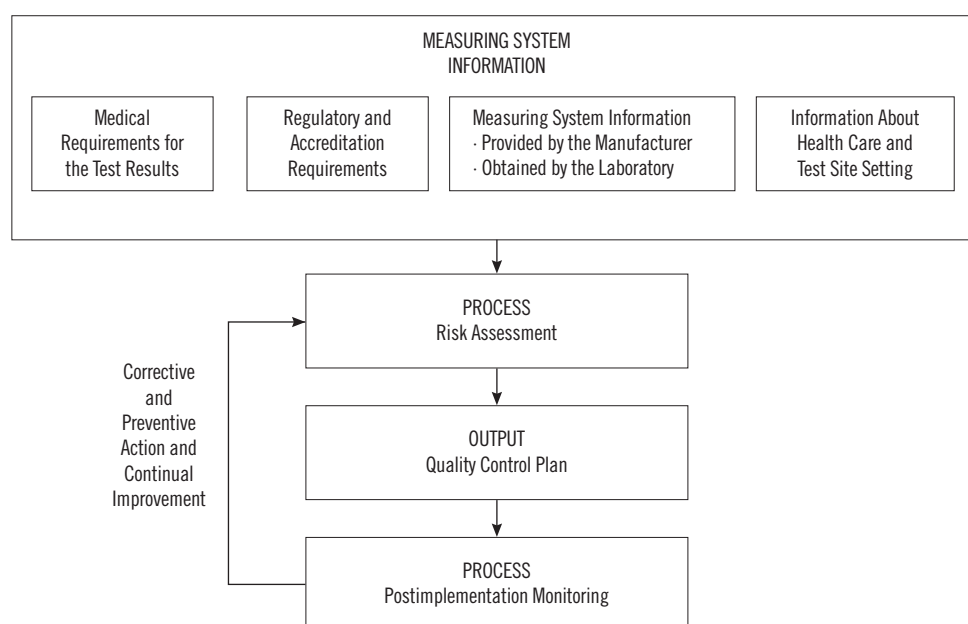 MEASURING SYSTEM
INFORMATION
Medical
Requirements for
the Test Results
Regulatory and
Accreditation
Requirements
Measuring System Information
· Provided by the Manufacturer
· Obtained by the Laboratory
Information About
Health Care and
Test Site Setting
PROCESS
Risk Assessment
Corrective
and
Preventive
Action and
Continual
Improvement
OUTPUT
Quality Control Plan
PROCESS
Postimplementation Monitoring